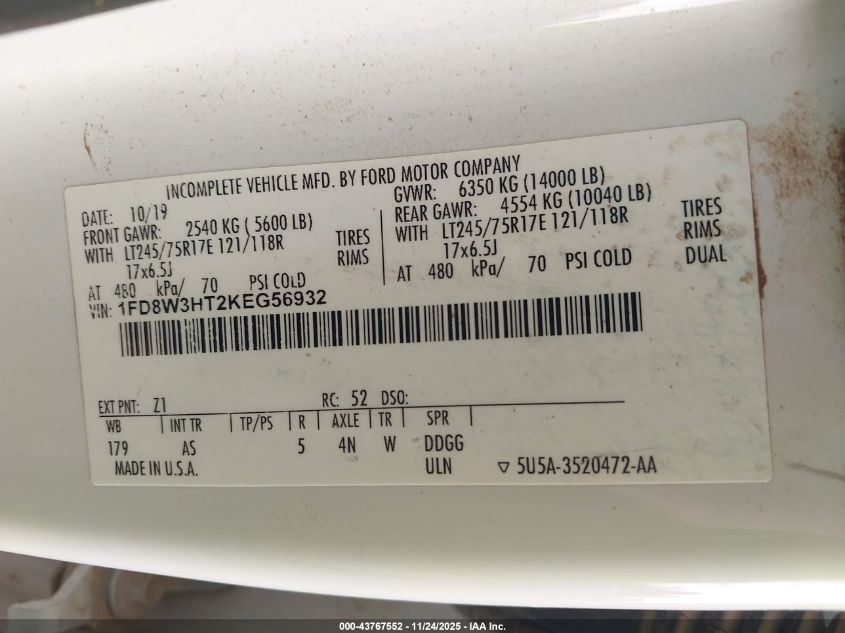 INCOMPLETE VEHICLE MFD. BY FORD MOTOR COMPANY
DATE: 10/19
FRONT GAWR: 2540 KG ( 5600 LB)
WITH LT245/75R17E 121/118R TIRES
17x6.5J RIMS
AT 480 kPa/ 70 PSI COLD
GVWR: 6350 KG (14000 LB)
REAR GAWR: 4554 KG (10040 LB)
WITH LT245/75R17E 121/118R TIRES
17x6.5J RIMS
AT 480 kPa/ 70 PSI COLD DUAL
VIN: 1FD8W3HT2KEG56932
EXT PNT: Z1 RC: 52 DSO:
WB INT TR TP/PS R AXLE TR SPR
179 AS 5 4N W DDGG
MADE IN U.S.A. ULN 5U5A-3520472-AA
000-43767552 - 11/24/2025 - IAA Inc.